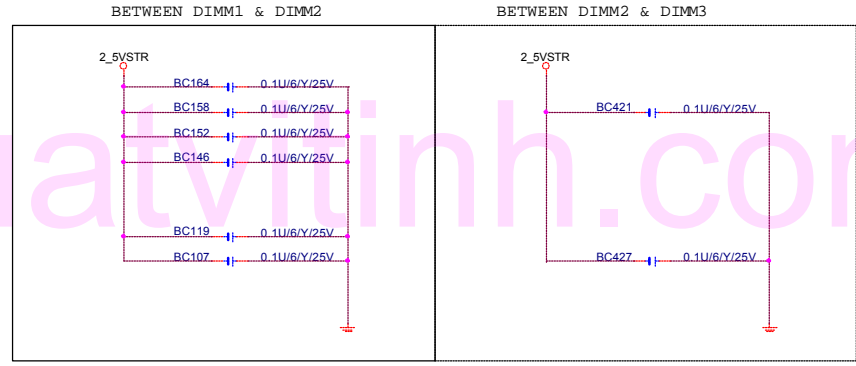 BETWEEN DIMM1 & DIMM2
BETWEEN DIMM2 & DIMM3
2_5VSTR
BC164 0.1U/6/Y/25V
BC158 0.1U/6/Y/25V
BC152 0.1U/6/Y/25V
BC146 0.1U/6/Y/25V
BC119 0.1U/6/Y/25V
BC107 0.1U/6/Y/25V
2_5VSTR
BC421 0.1U/6/Y/25V
BC427 0.1U/6/Y/25V
atvitinh.co